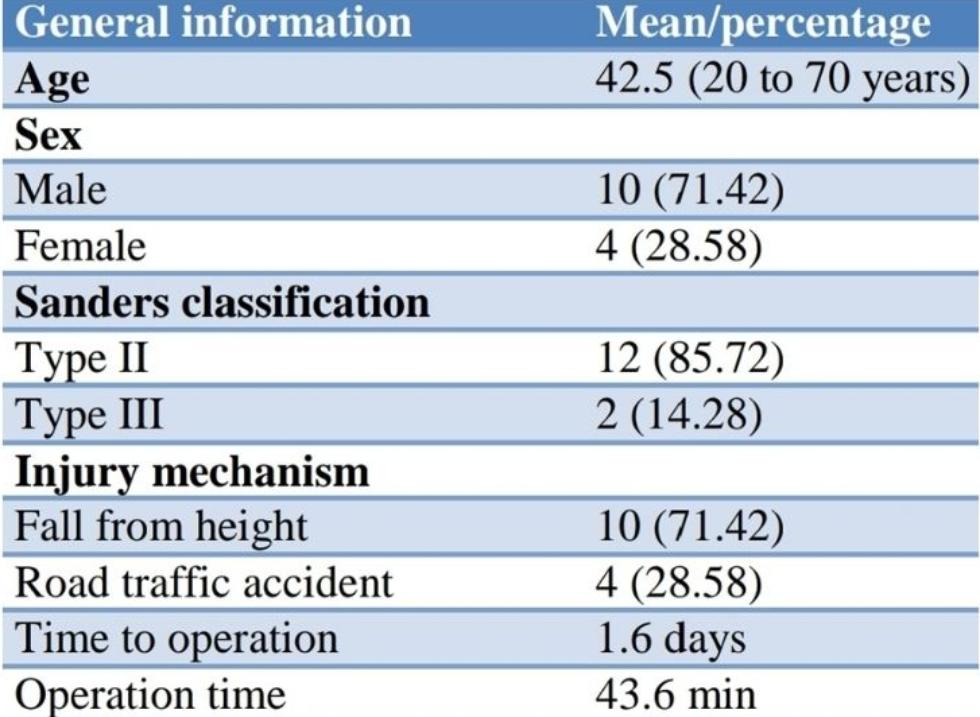 General information Mean/percentage
Age 42.5 (20 to 70 years)
Sex
Male 10 (71.42)
Female 4 (28.58)
Sanders classification
Type II 12 (85.72)
Type III 2 (14.28)
Injury mechanism
Fall from height 10 (71.42)
Road traffic accident 4 (28.58)
Time to operation 1.6 days
Operation time 43.6 min